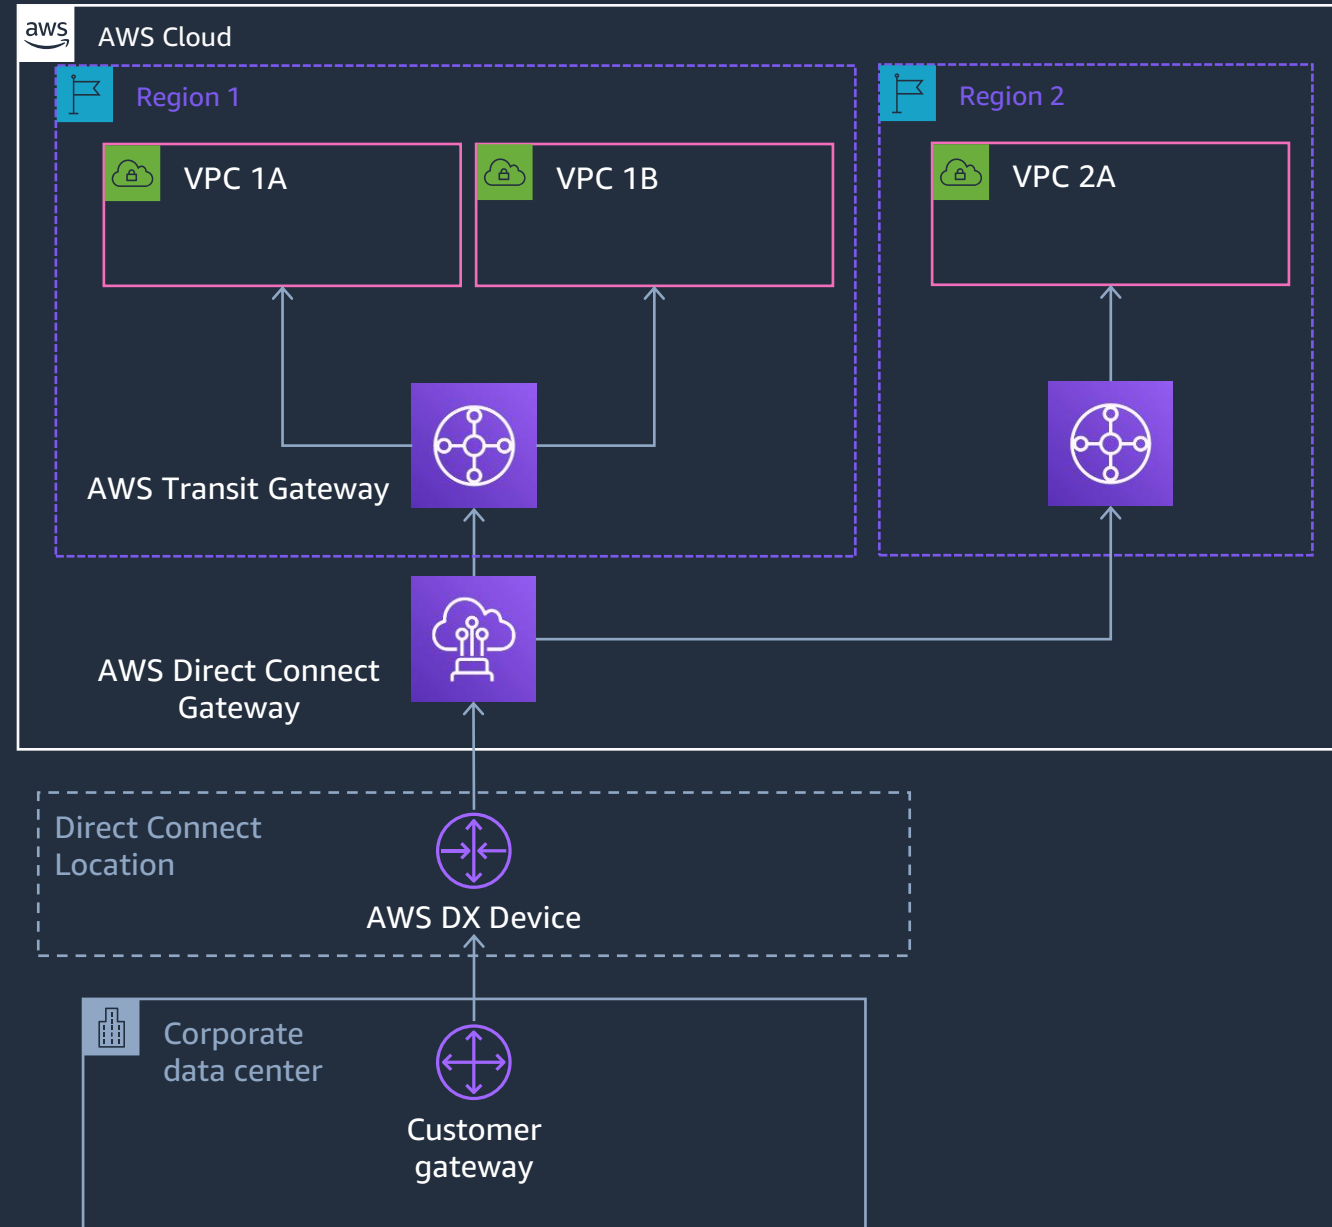 aws
AWS Cloud
Region 1
Region 2
VPC 1A
VPC 1B
VPC 2A
AWS Transit Gateway
AWS Direct Connect
Gateway
Direct Connect
Location
AWS DX Device
Corporate
data center
Customer
gateway